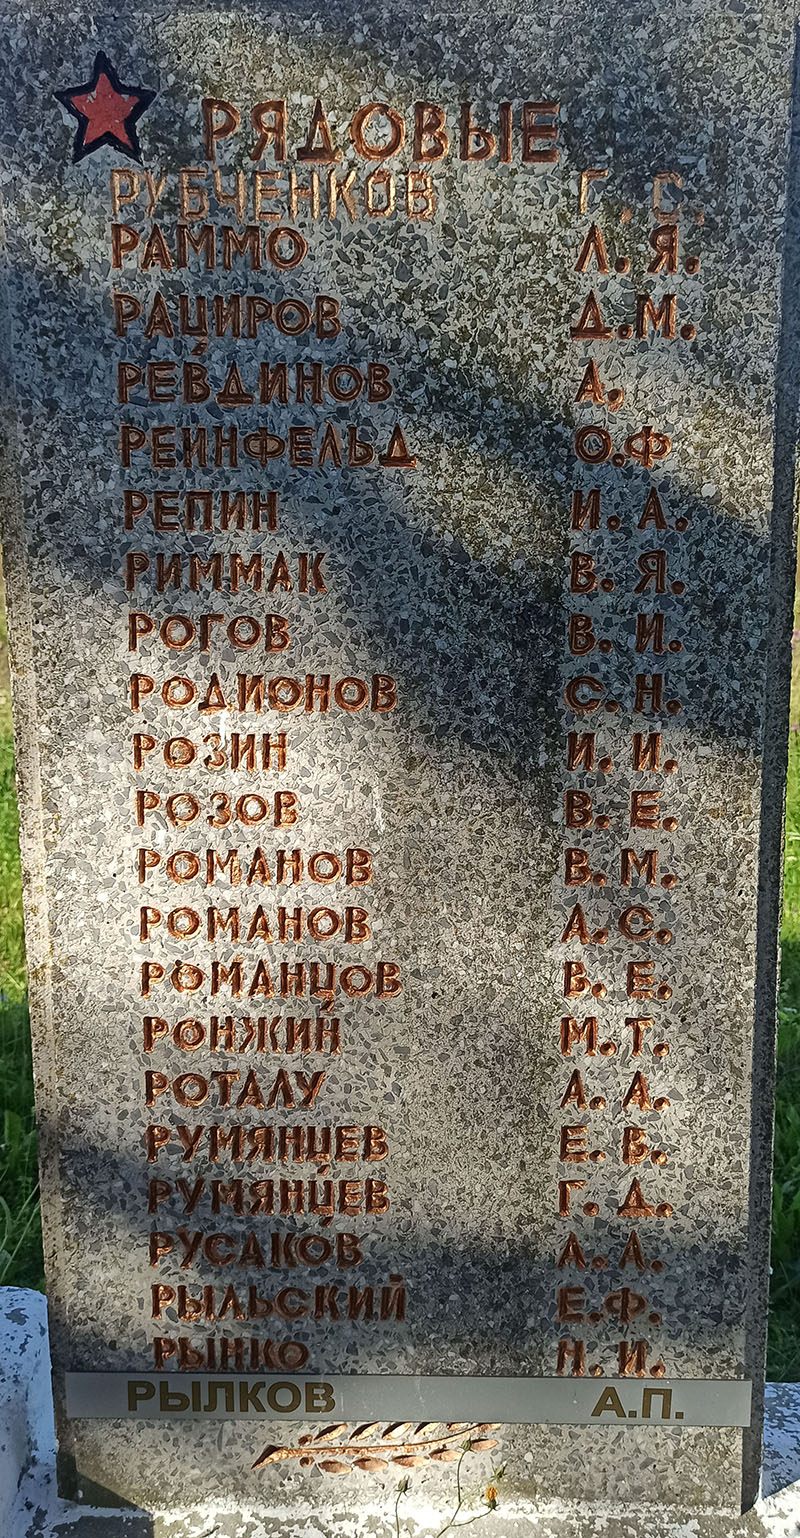 РЯДОВЫЕ
РУБЧЕНКОВ Г. С.
РАММО Л. Я.
РАЦИРОВ Д. М.
РЕВДИНОВ А.
РЕИНФЕЛЬД О. Ф
РЕПИН И. А.
РИММАК В. Я.
РОГОВ В. И.
РОДИОНОВ С. Н.
РОЗИН И. И.
РОЗОВ В. Е.
РОМАНОВ В. М.
РОМАНОВ А. С.
РОМАНЦОВ В. Е.
РОНЖИН М. Т.
РОТАЛУ А. А.
РУМЯНЦЕВ Е. В.
РУМЯНЦЕВ Г. Д.
РУСАКОВ А. А.
РЫЛЬСКИЙ Е. Ф.
РЫНКО Н. И.
РЫЛКОВ А.П.